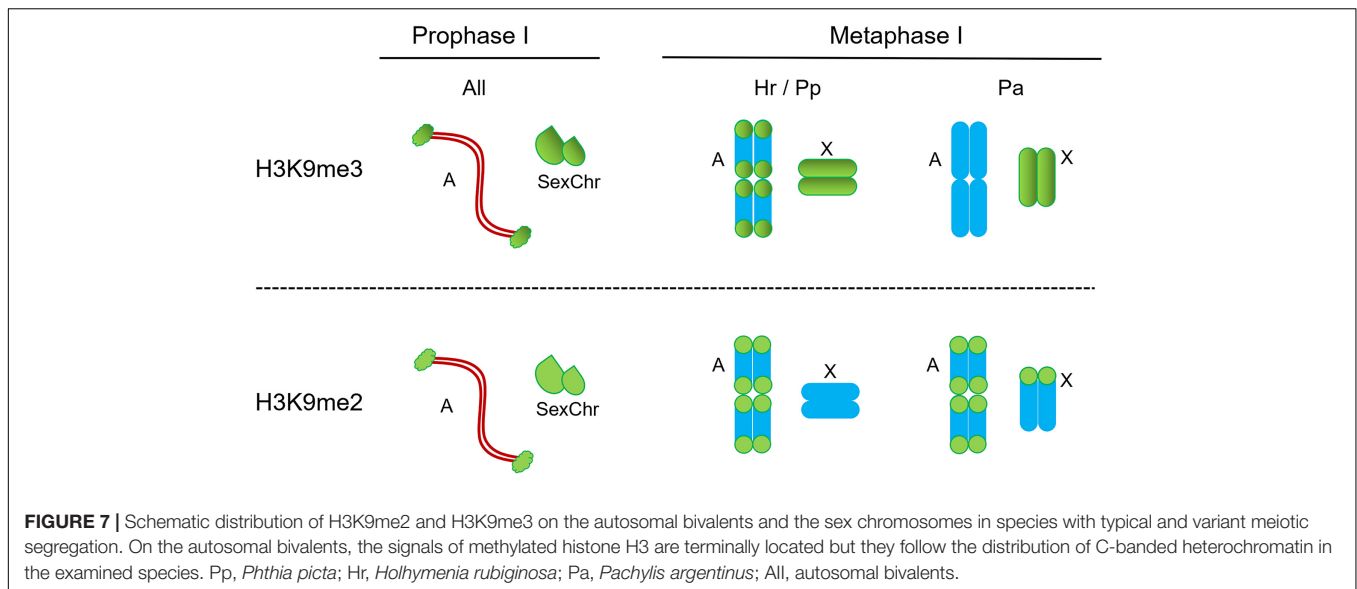 Prophase I
Metaphase I
All
Hr / Pp
Pa
H3K9me3
A
SexChr
A
X
A
X
H3K9me2
A
SexChr
A
X
A
X
FIGURE 7 | Schematic distribution of H3K9me2 and H3K9me3 on the autosomal bivalents and the sex chromosomes in species with typical and variant meiotic
segregation. On the autosomal bivalents, the signals of methylated histone H3 are terminally located but they follow the distribution of C-banded heterochromatin in
the examined species. Pp, Phthia picta; Hr, Holhymenia rubiginosa; Pa, Pachylis argentinus; All, autosomal bivalents.